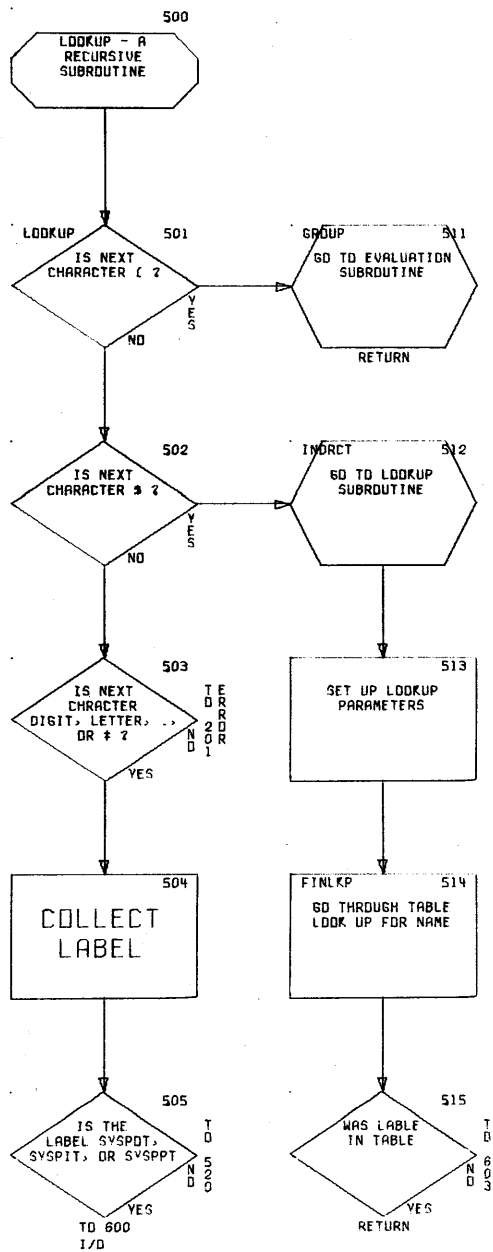 500
LOOKUP - A
RECURSIVE
SUBROUTINE
LOOKUP
501
IS NEXT
CHARACTER ( ?
YES
NO
GROUP
511
GO TO EVALUATION
SUBROUTINE
RETURN
502
IS NEXT
CHARACTER $ ?
YES
NO
INDRCT
512
GO TO LOOKUP
SUBROUTINE
503
IS NEXT
CHRACTER
DIGIT, LETTER, .,
OR ‡ ?
NO
TO 201
ERRROR
YES
513
SET UP LOOKUP
PARAMETERS
504
COLLECT
LABEL
FINLKP
514
GO THROUGH TABLE
LOOK UP FOR NAME
505
IS THE
LABEL SYSPOT,
SYSPIT, OR SYSPPT
NO
TO 520
YES
TO 600
I/O
515
WAS LABLE
IN TABLE
NO
TO 603
YES
RETURN